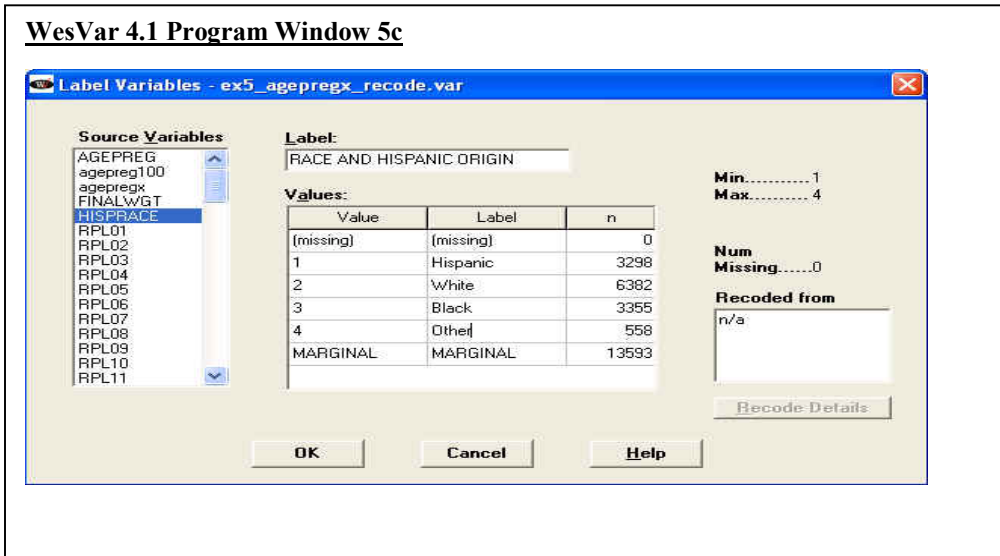 WesVar 4.1 Program Window 5c
Label Variables - ex5_agepregx_recode.var
Source Variables
AGEPREG
agepreg100
agepregx
FINALWGT
HISPRACE
RPL01
RPL02
RPL03
RPL04
RPL05
RPL06
RPL07
RPL08
RPL09
RPL10
RPL11
Label:
RACE AND HISPANIC ORIGIN
Values:
Value Label n
(missing) (missing) 0
1 Hispanic 3298
2 White 6382
3 Black 3355
4 Other 558
MARGINAL MARGINAL 13593
Min..........1
Max.......... 4
Num
Missing......0
Recoded from
n/a
Recode Details
OK Cancel Help